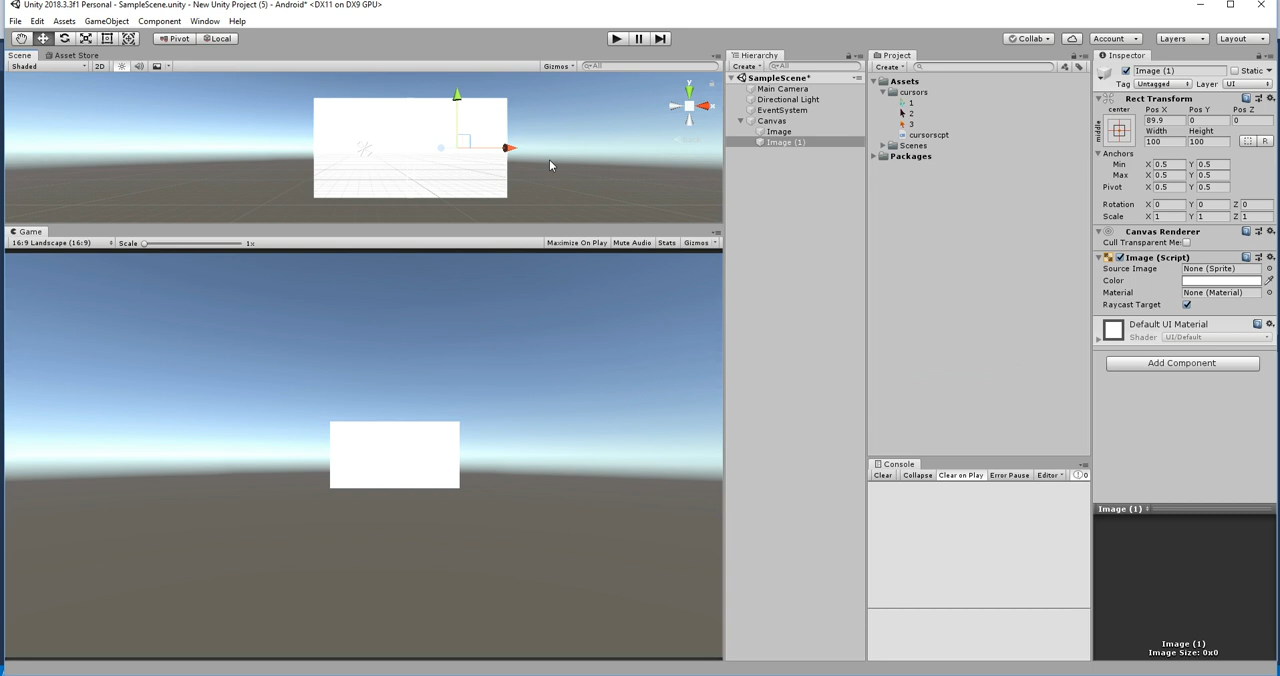 Unity 2018.3.3f1 Personal - SampleScene.unity - New Unity Project (5) - Android* <DX11 on DX9 GPU>
File Edit Assets GameObject Component Window Help
Pivot Local Collab Account Layers Layout
Scene Asset Store
Shaded 2D Gizmos All
y
x
Game
16:9 Landscape (16:9) Scale 1x Maximize On Play Mute Audio Stats Gizmos
Hierarchy
Create All
SampleScene*
Main Camera
Directional Light
EventSystem
Canvas
Image
Image (1)
Project
Create
Assets
cursors
1
2
3
cursorscpt
Scenes
Packages
Console
Clear Collapse Clear on Play Error Pause Editor 0
Inspector
Image (1) Static
Tag Untagged Layer UI
Rect Transform
center Pos X Pos Y Pos Z
middle 89.9 0 0
Width Height
100 100 R
Anchors
Min X 0.5 Y 0.5
Max X 0.5 Y 0.5
Pivot X 0.5 Y 0.5
Rotation X 0 Y 0 Z 0
Scale X 1 Y 1 Z 1
Canvas Renderer
Cull Transparent Me
Image (Script)
Source Image None (Sprite)
Color
Material None (Material)
Raycast Target
Default UI Material
Shader UI/Default
Add Component
Image (1)
Image (1)
Image Size: 0x0